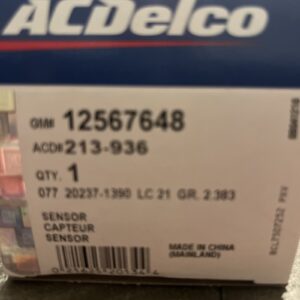 ACDelco
GM# 12567648
ACD# 213-936
QTY. 1
077 20237-1390 LC 21 GR. 2.383
SENSOR
CAPTEUR
SENSOR
MADE IN CHINA
(MAINLAND)